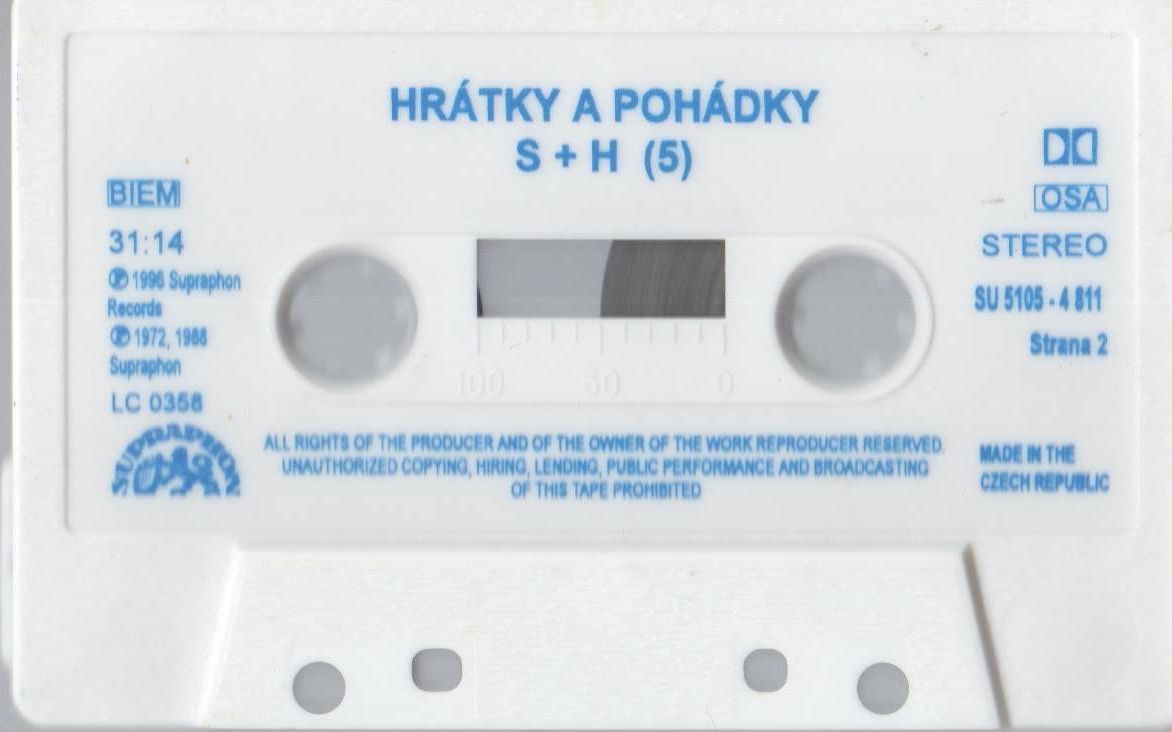 HRÁTKY A POHÁDKY
S + H (5)
BIEM
31:14
℗ 1996 Supraphon
Records
℗ 1972, 1988
Supraphon
LC 0358
SUPRAPHON
OSA
STEREO
SU 5105 - 4 811
Strana 2
100 50 0
ALL RIGHTS OF THE PRODUCER AND OF THE OWNER OF THE WORK REPRODUCER RESERVED.
UNAUTHORIZED COPYING, HIRING, LENDING, PUBLIC PERFORMANCE AND BROADCASTING
OF THIS TAPE PROHIBITED
MADE IN THE
CZECH REPUBLIC